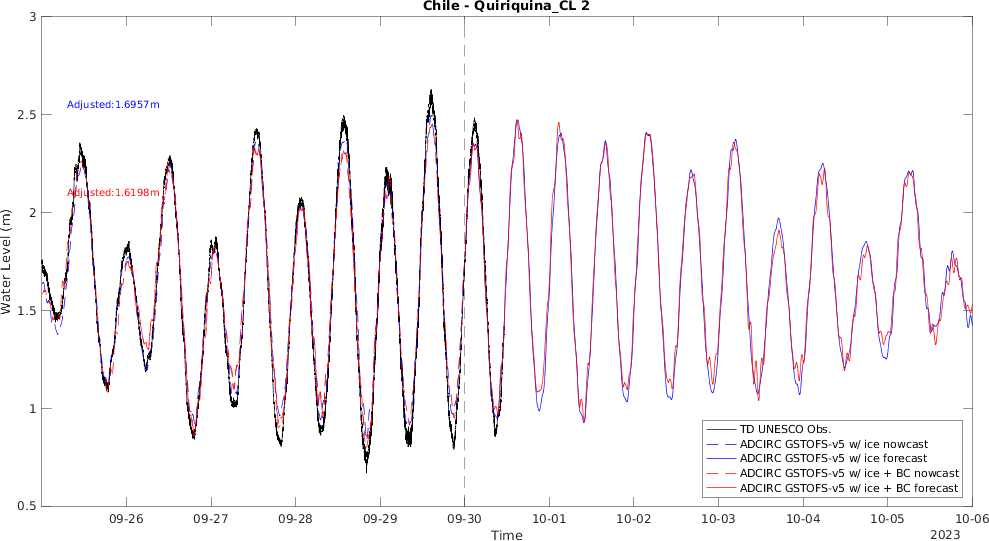 Chile - Quiriquina_CL 2
3
2.5
2
1.5
1
0.5
Water Level (m)
Adjusted:1.6957m
Adjusted:1.6198m
TD UNESCO Obs.
ADCIRC GSTOFS-v5 w/ ice nowcast
ADCIRC GSTOFS-v5 w/ ice forecast
ADCIRC GSTOFS-v5 w/ ice + BC nowcast
ADCIRC GSTOFS-v5 w/ ice + BC forecast
09-26 09-27 09-28 09-29 09-30 10-01 10-02 10-03 10-04 10-05 10-06
Time
2023